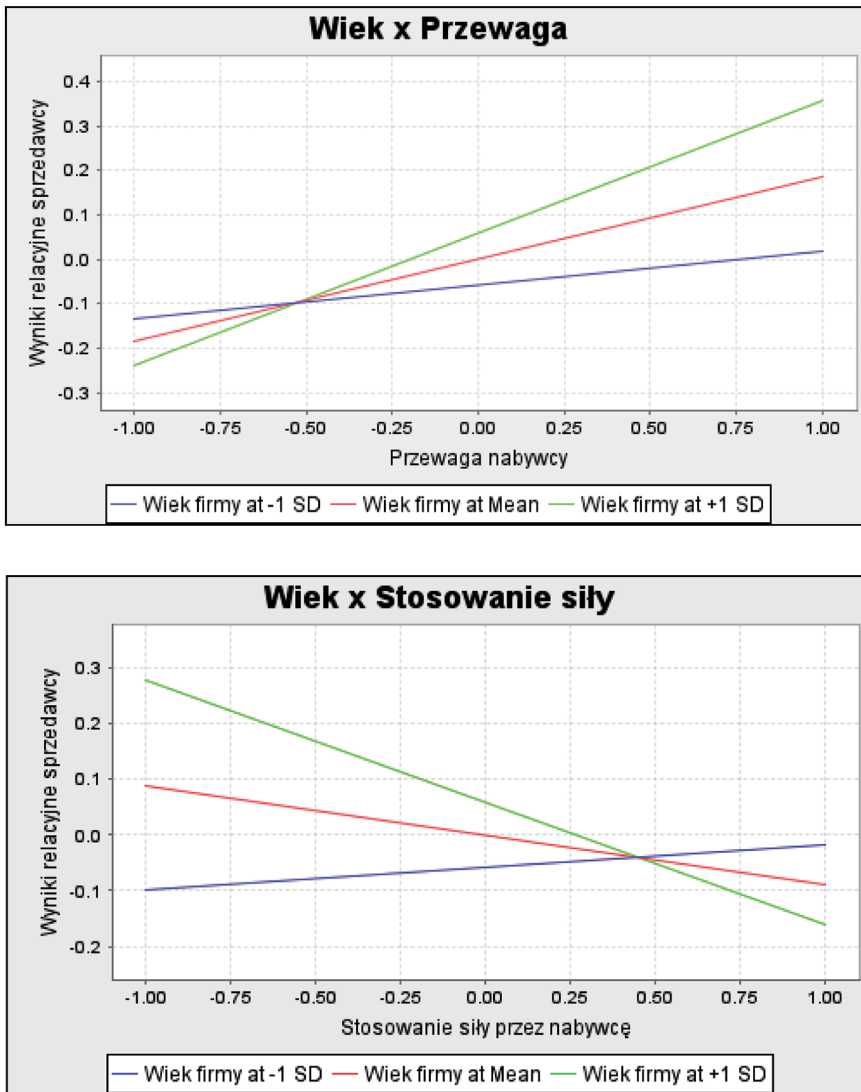 Wiek x Przewaga
0.4
0.3
0.2
0.1
0.0
-0.1
-0.2
-0.3
Wyniki relacyjne sprzedawcy
-1.00 -0.75 -0.50 -0.25 0.00 0.25 0.50 0.75 1.00
Przewaga nabywcy
Wiek firmy at -1 SD Wiek firmy at Mean Wiek firmy at +1 SD
Wiek x Stosowanie siły
0.3
0.2
0.1
0.0
-0.1
-0.2
Wyniki relacyjne sprzedawcy
-1.00 -0.75 -0.50 -0.25 0.00 0.25 0.50 0.75 1.00
Stosowanie siły przez nabywcę
Wiek firmy at -1 SD Wiek firmy at Mean Wiek firmy at +1 SD